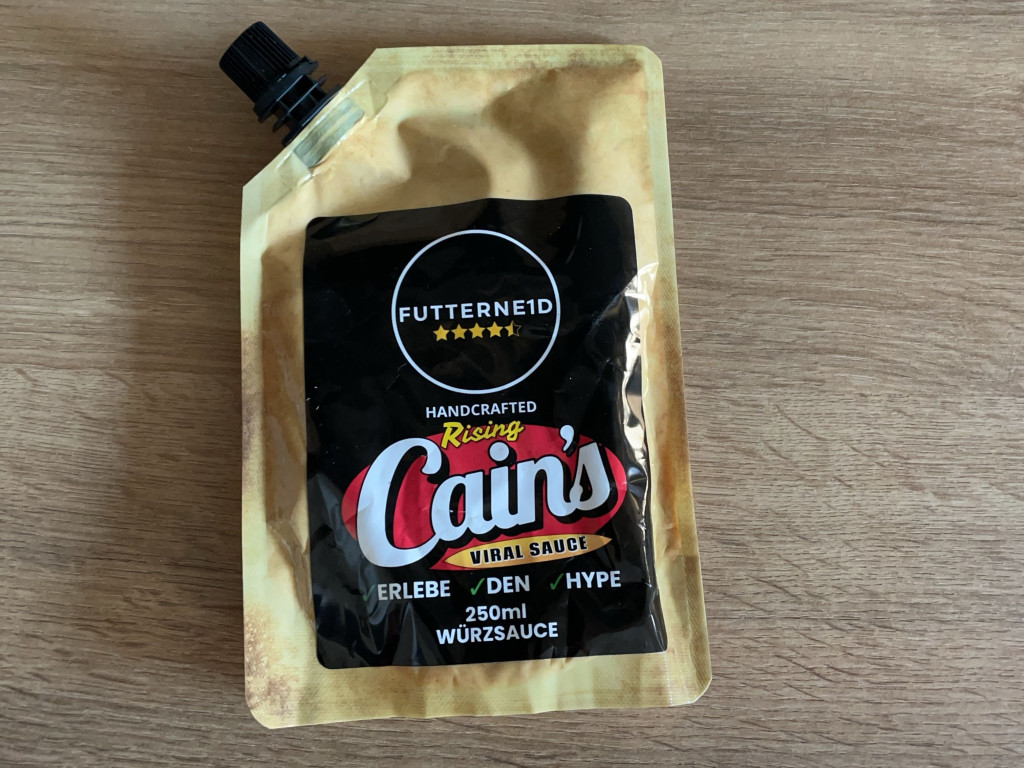 FUTTERNE1D
HANDCRAFTED
Rising
Cain's
VIRAL SAUCE
✓ERLEBE ✓DEN ✓HYPE
250ml
WÜRZSAUCE